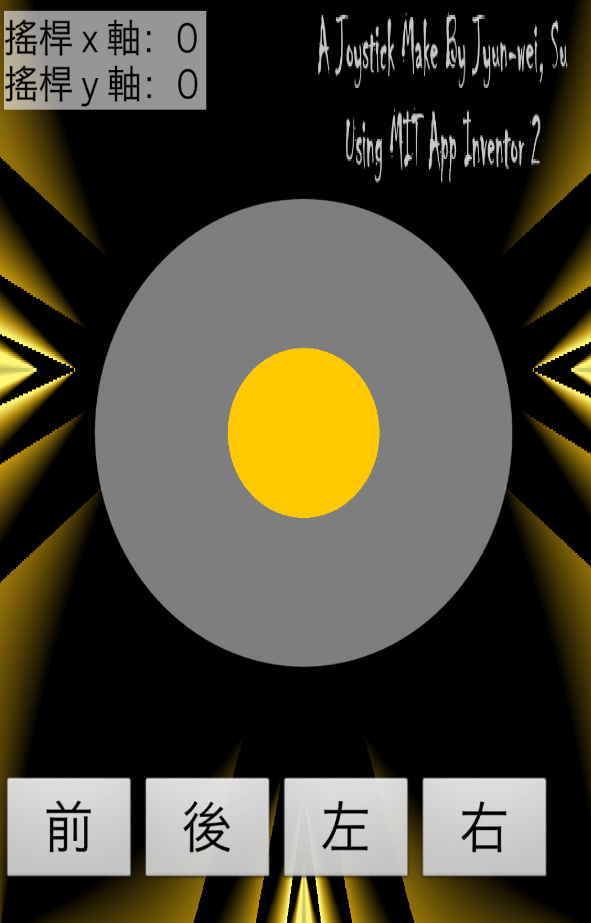 搖桿 x 軸: 0
搖桿 y 軸: 0
A Joystick Make By Jyun-wei, Su
Using MIT App Inventor 2
前 後 左 右